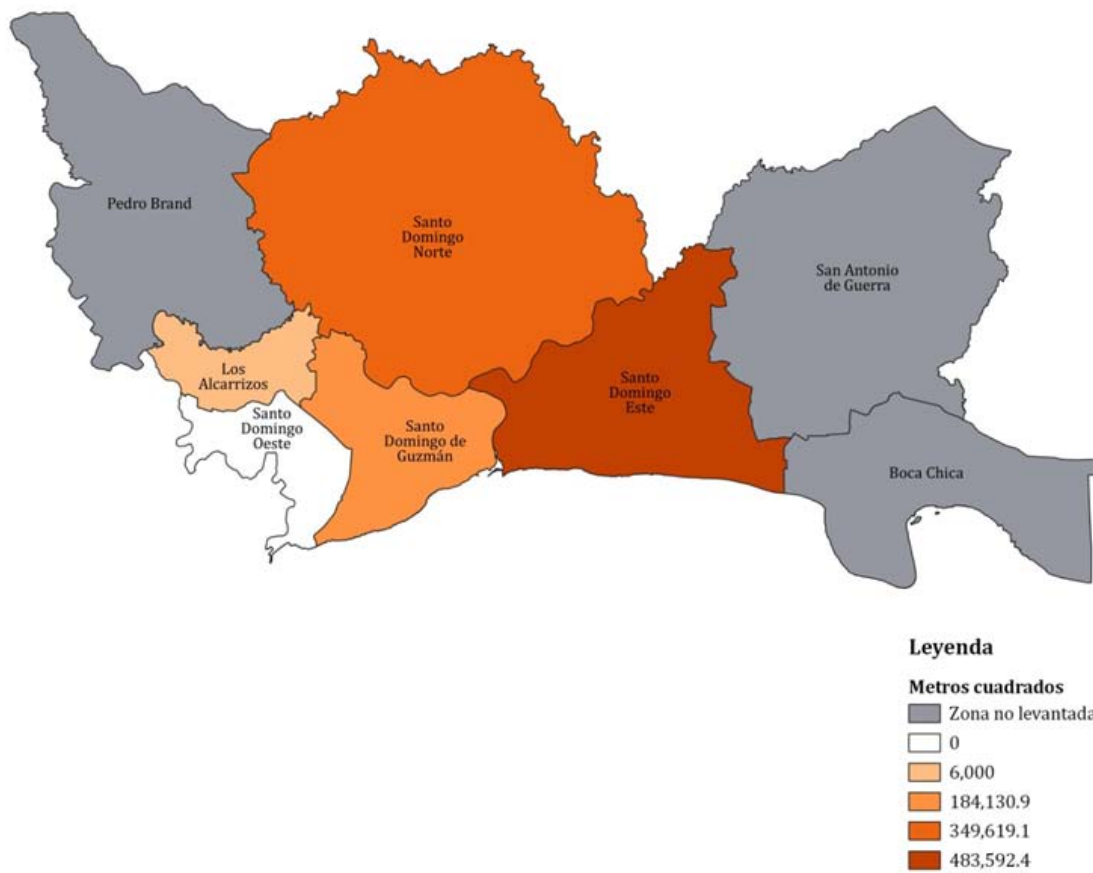 Pedro Brand
Santo
Domingo
Norte
San Antonio
de Guerra
Los
Alcarrizos
Santo
Domingo
Oeste
Santo
Domingo de
Guzmán
Santo
Domingo
Este
Boca Chica
Leyenda
Metros cuadrados
Zona no levantada
0
6,000
184,130.9
349,619.1
483,592.4